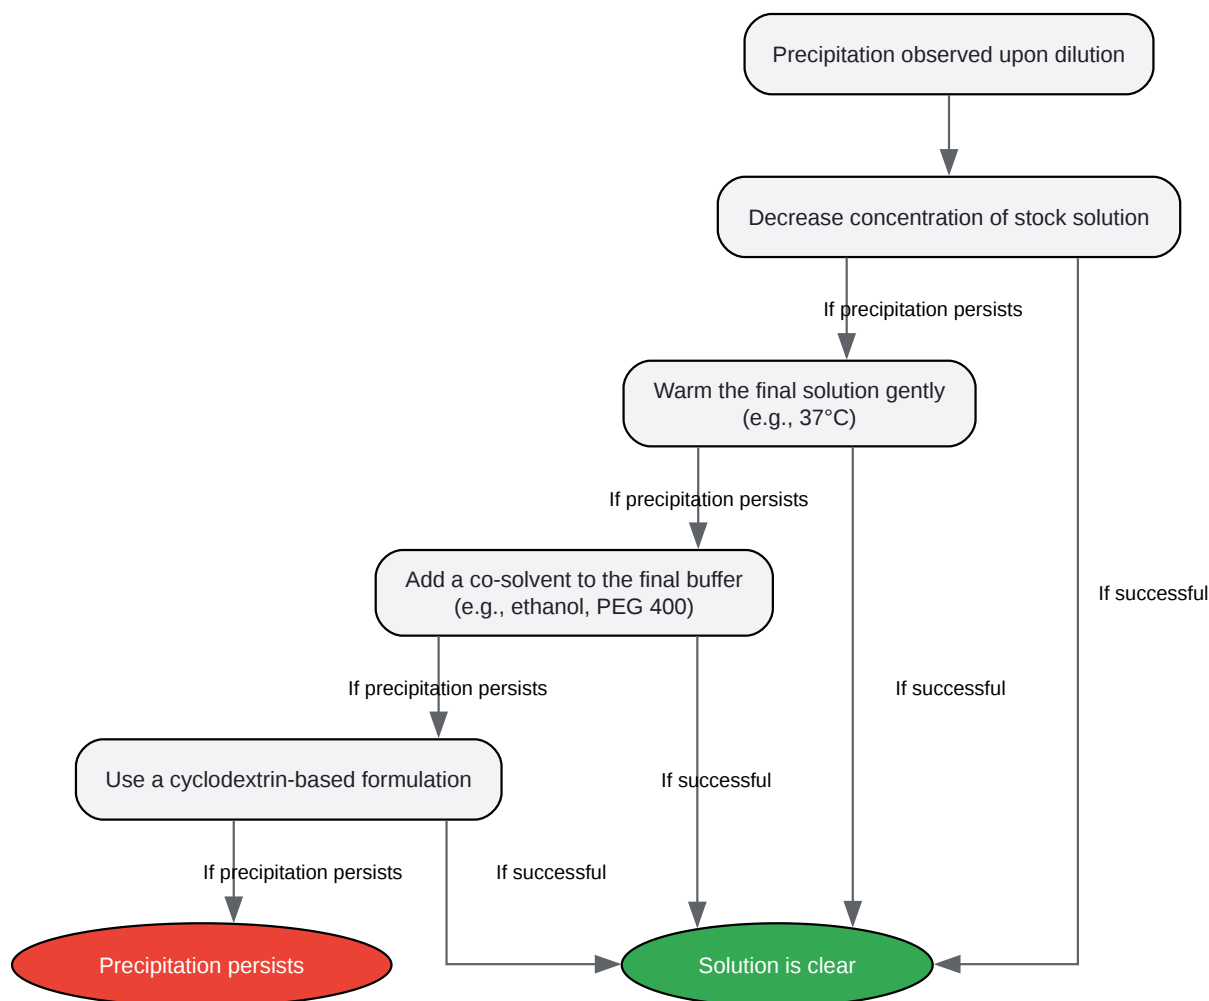 Precipitation observed upon dilution
Decrease concentration of stock solution
If precipitation persists
Warm the final solution gently
(e.g., 37°C)
If precipitation persists
Add a co-solvent to the final buffer
(e.g., ethanol, PEG 400)
If successful
If precipitation persists
If successful
Use a cyclodextrin-based formulation
If successful
If precipitation persists
If successful
Precipitation persists
Solution is clear